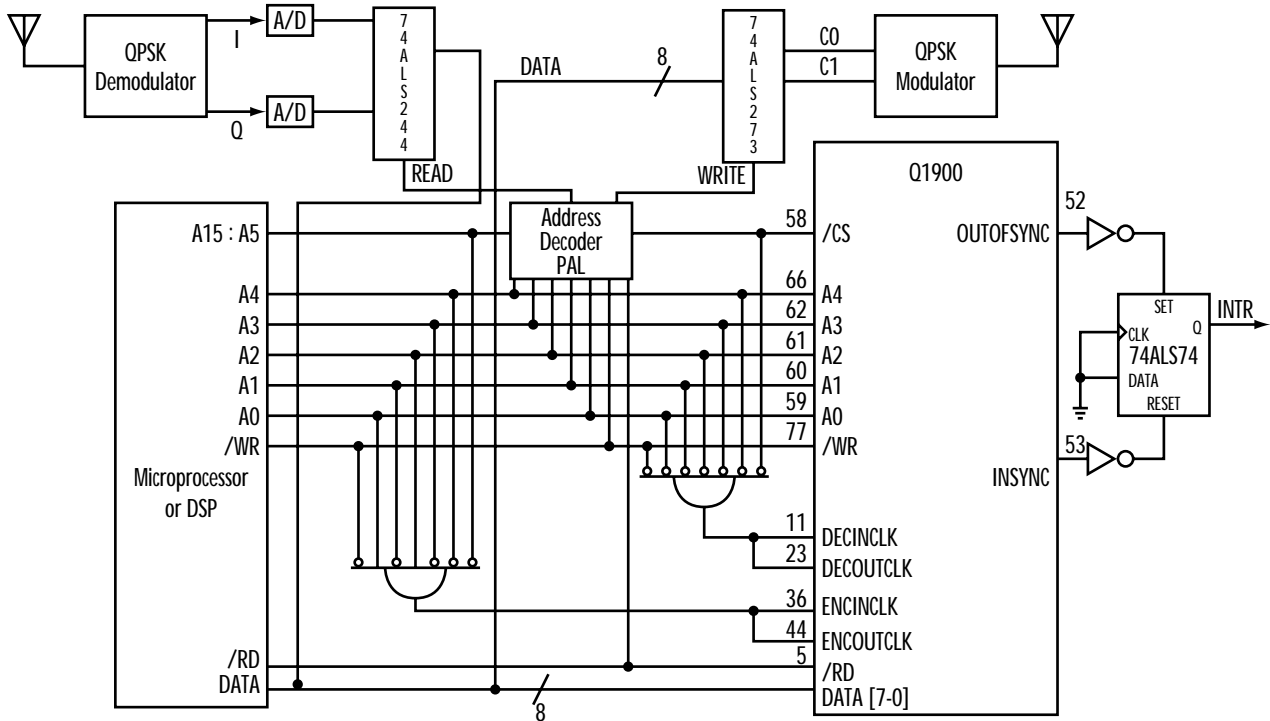 QPSK
Demodulator
I
Q
A/D
A/D
74ALS244
READ
DATA
8
74ALS273
WRITE
C0
C1
QPSK
Modulator
Microprocessor
or DSP
A15 : A5
A4
A3
A2
A1
A0
/WR
/RD
DATA
8
Address
Decoder
PAL
Q1900
58
/CS
66
A4
62
A3
61
A2
60
A1
59
A0
77
/WR
11
DECINCLK
23
DECOUTCLK
36
ENCINCLK
44
ENCOUTCLK
5
/RD
DATA [7-0]
OUTOFSYNC
52
INSYNC
53
SET
Q
CLK
74ALS74
DATA
RESET
INTR